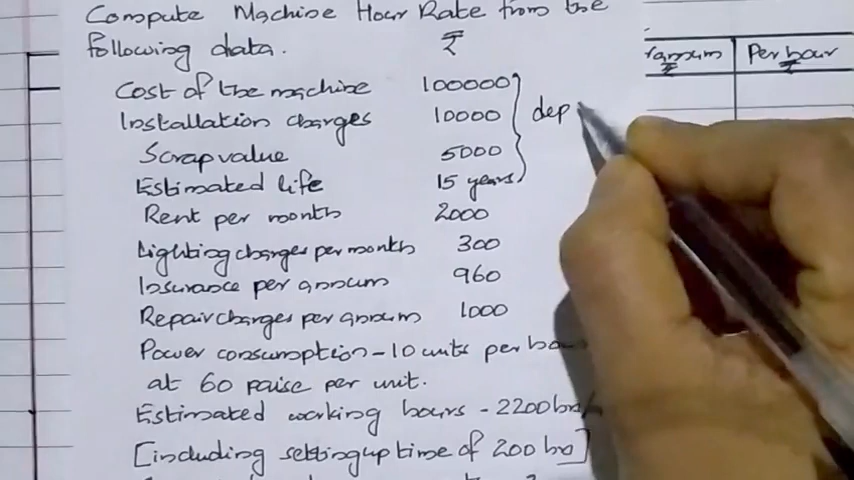 Compute Machine Hour Rate from the
following data. ₹
Cost of the machine 100000
Installation charges 10000
Scrap value 5000
Estimated life 15 years
dep
Rent per month 2000
Lighting charges per month 300
Insurance per annum 960
Repair charges per annum 1000
Power consumption - 10 units per
at 60 paise per unit.
Estimated working hours - 2200
[including setting up time of 200 hrs]
Per hour
₹ ₹